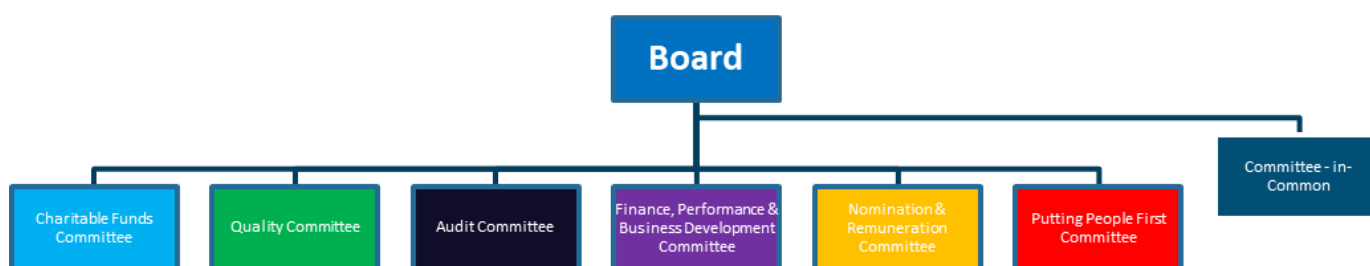 Board
Committee - in-
Common
Charitable Funds
Committee
Quality Committee
Audit Committee
Finance, Performance &
Business Development
Committee
Nomination &
Remuneration
Committee
Putting People First
Committee